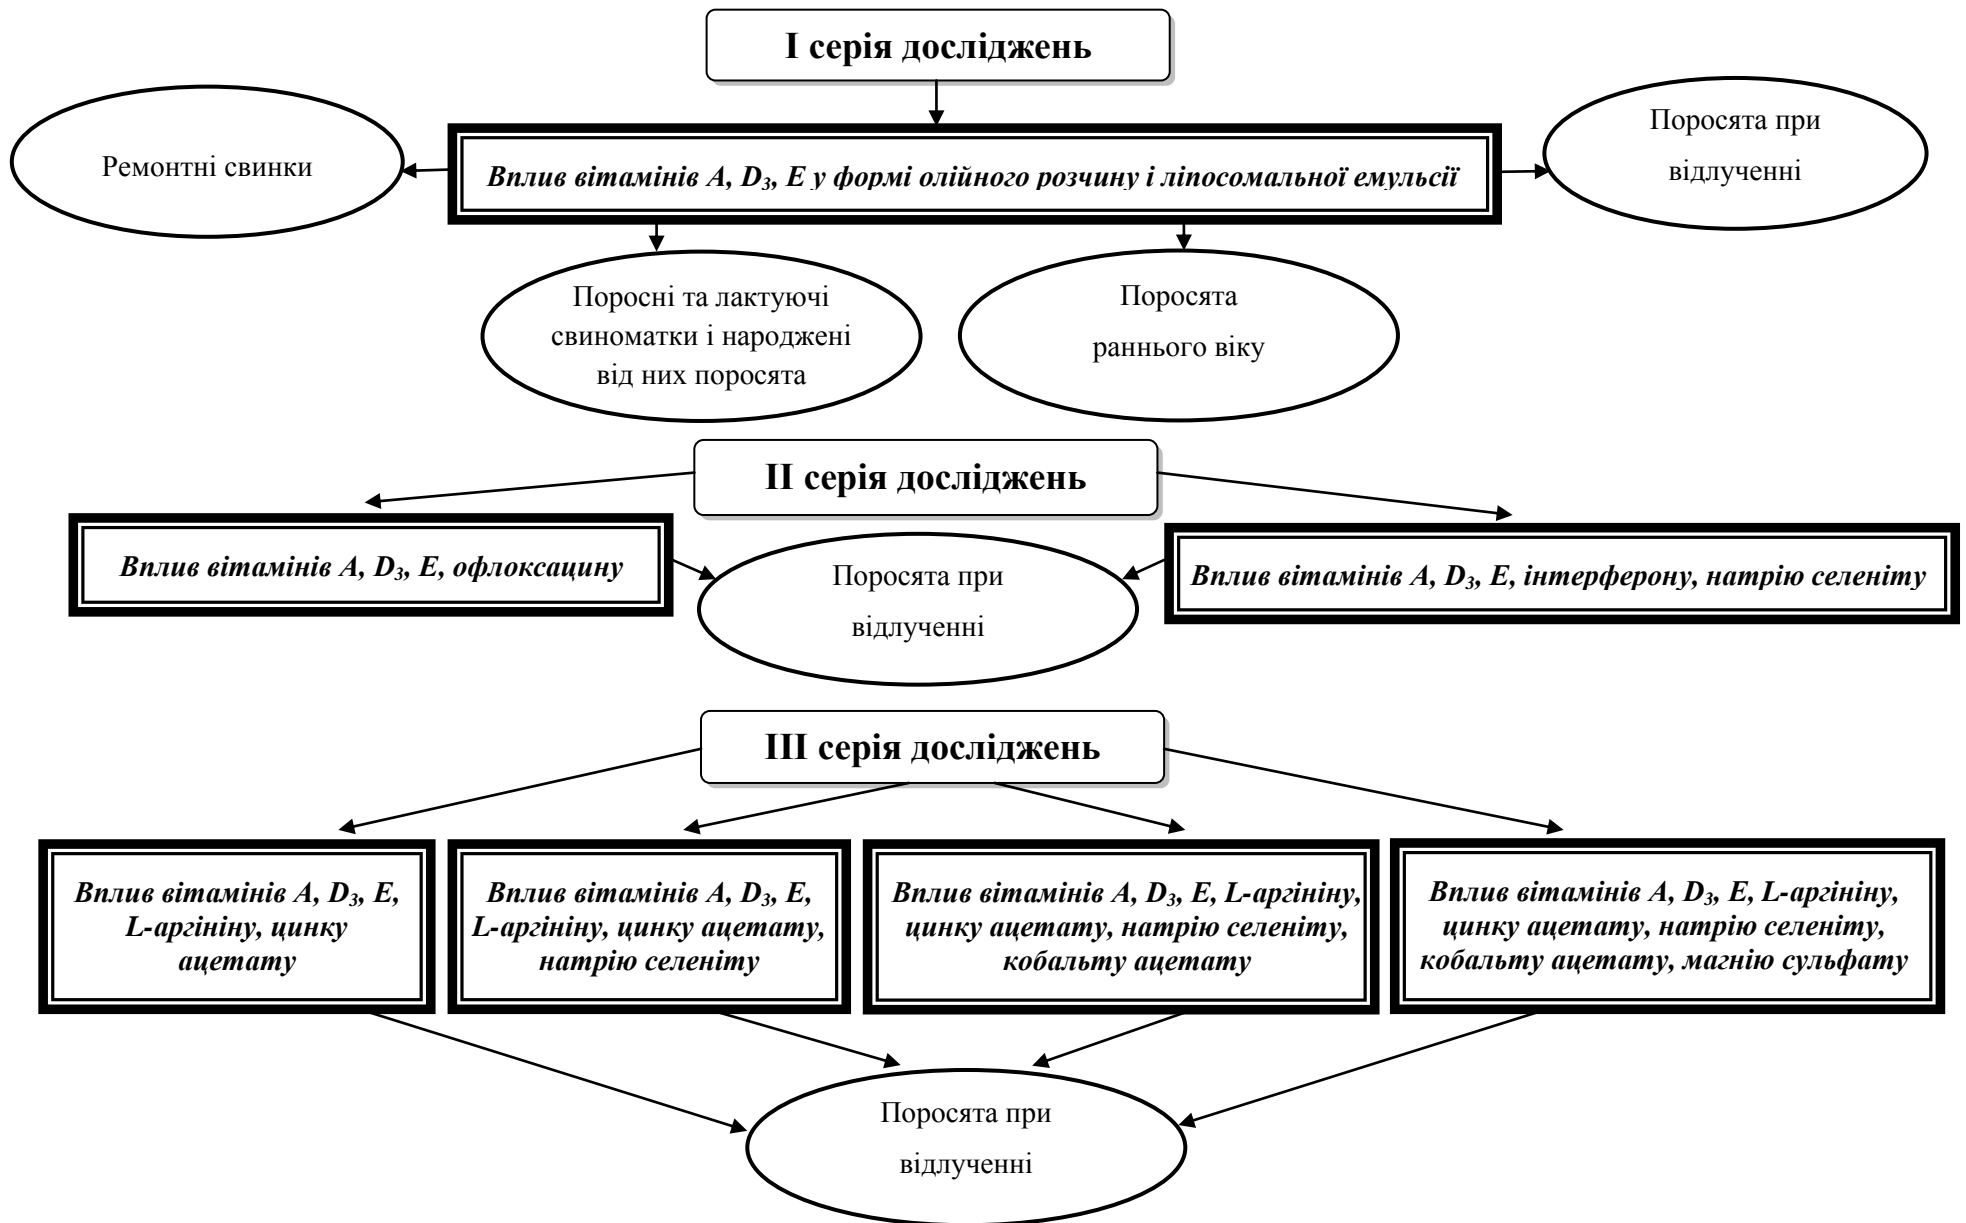 I серія досліджень
Ремонтні свинки
Вплив вітамінів A, D₃, E у формі олійного розчину і ліпосомальної емульсії
Поросята при
відлученні
Поросні та лактуючі
свиноматки і народжені
від них поросята
Поросята
раннього віку
II серія досліджень
Вплив вітамінів A, D₃, E, офлоксацину
Поросята при
відлученні
Вплив вітамінів A, D₃, E, інтерферону, натрію селеніту
III серія досліджень
Вплив вітамінів A, D₃, E,
L-аргініну, цинку
ацетату
Вплив вітамінів A, D₃, E,
L-аргініну, цинку ацетату,
натрію селеніту
Вплив вітамінів A, D₃, E, L-аргініну,
цинку ацетату, натрію селеніту,
кобальту ацетату
Вплив вітамінів A, D₃, E, L-аргініну,
цинку ацетату, натрію селеніту,
кобальту ацетату, магнію сульфату
Поросята при
відлученні